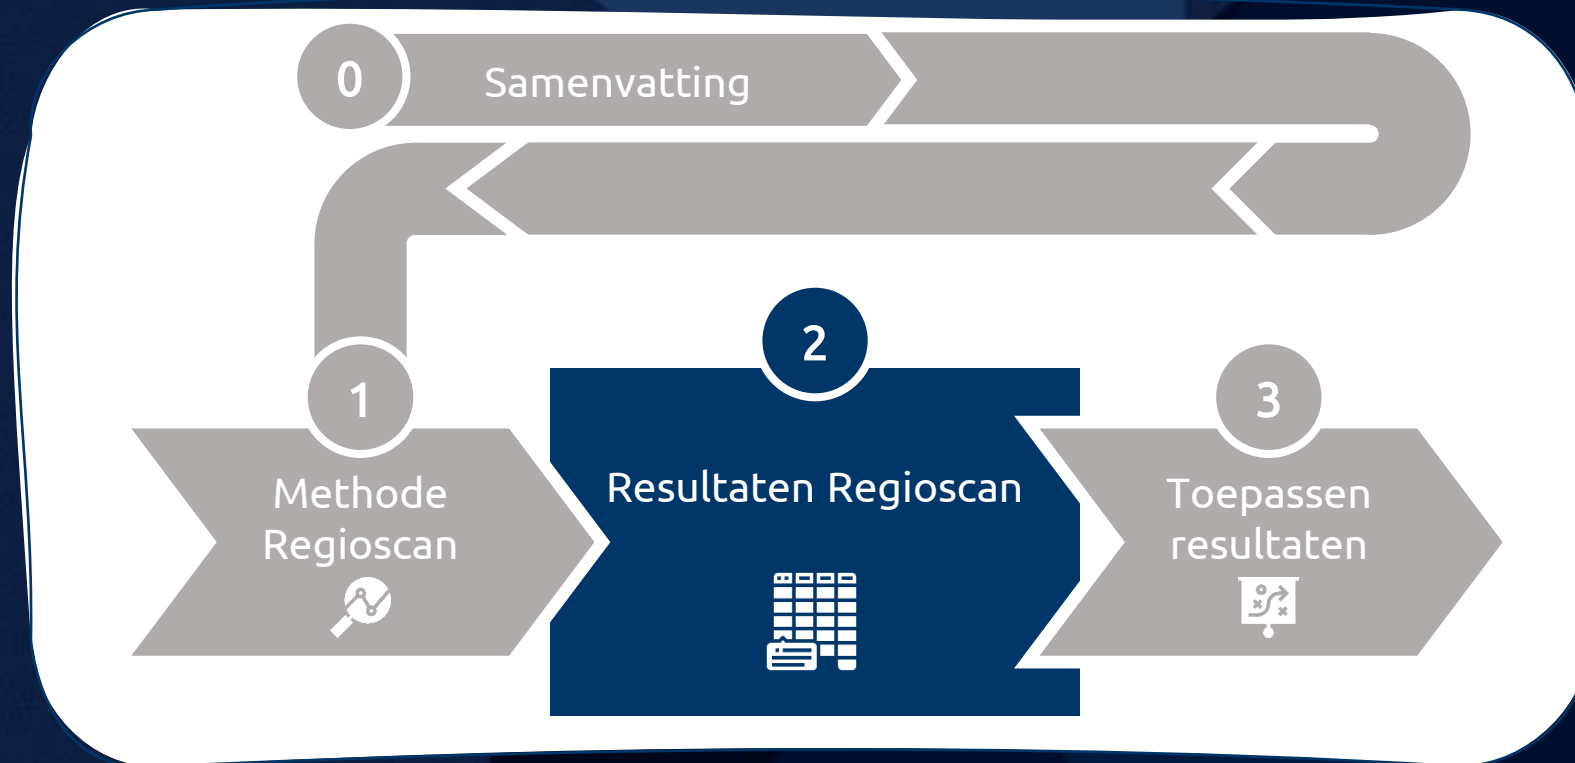 0
Samenvatting
1
Methode
Regioscan
2
Resultaten Regioscan
3
Toepassen
resultaten